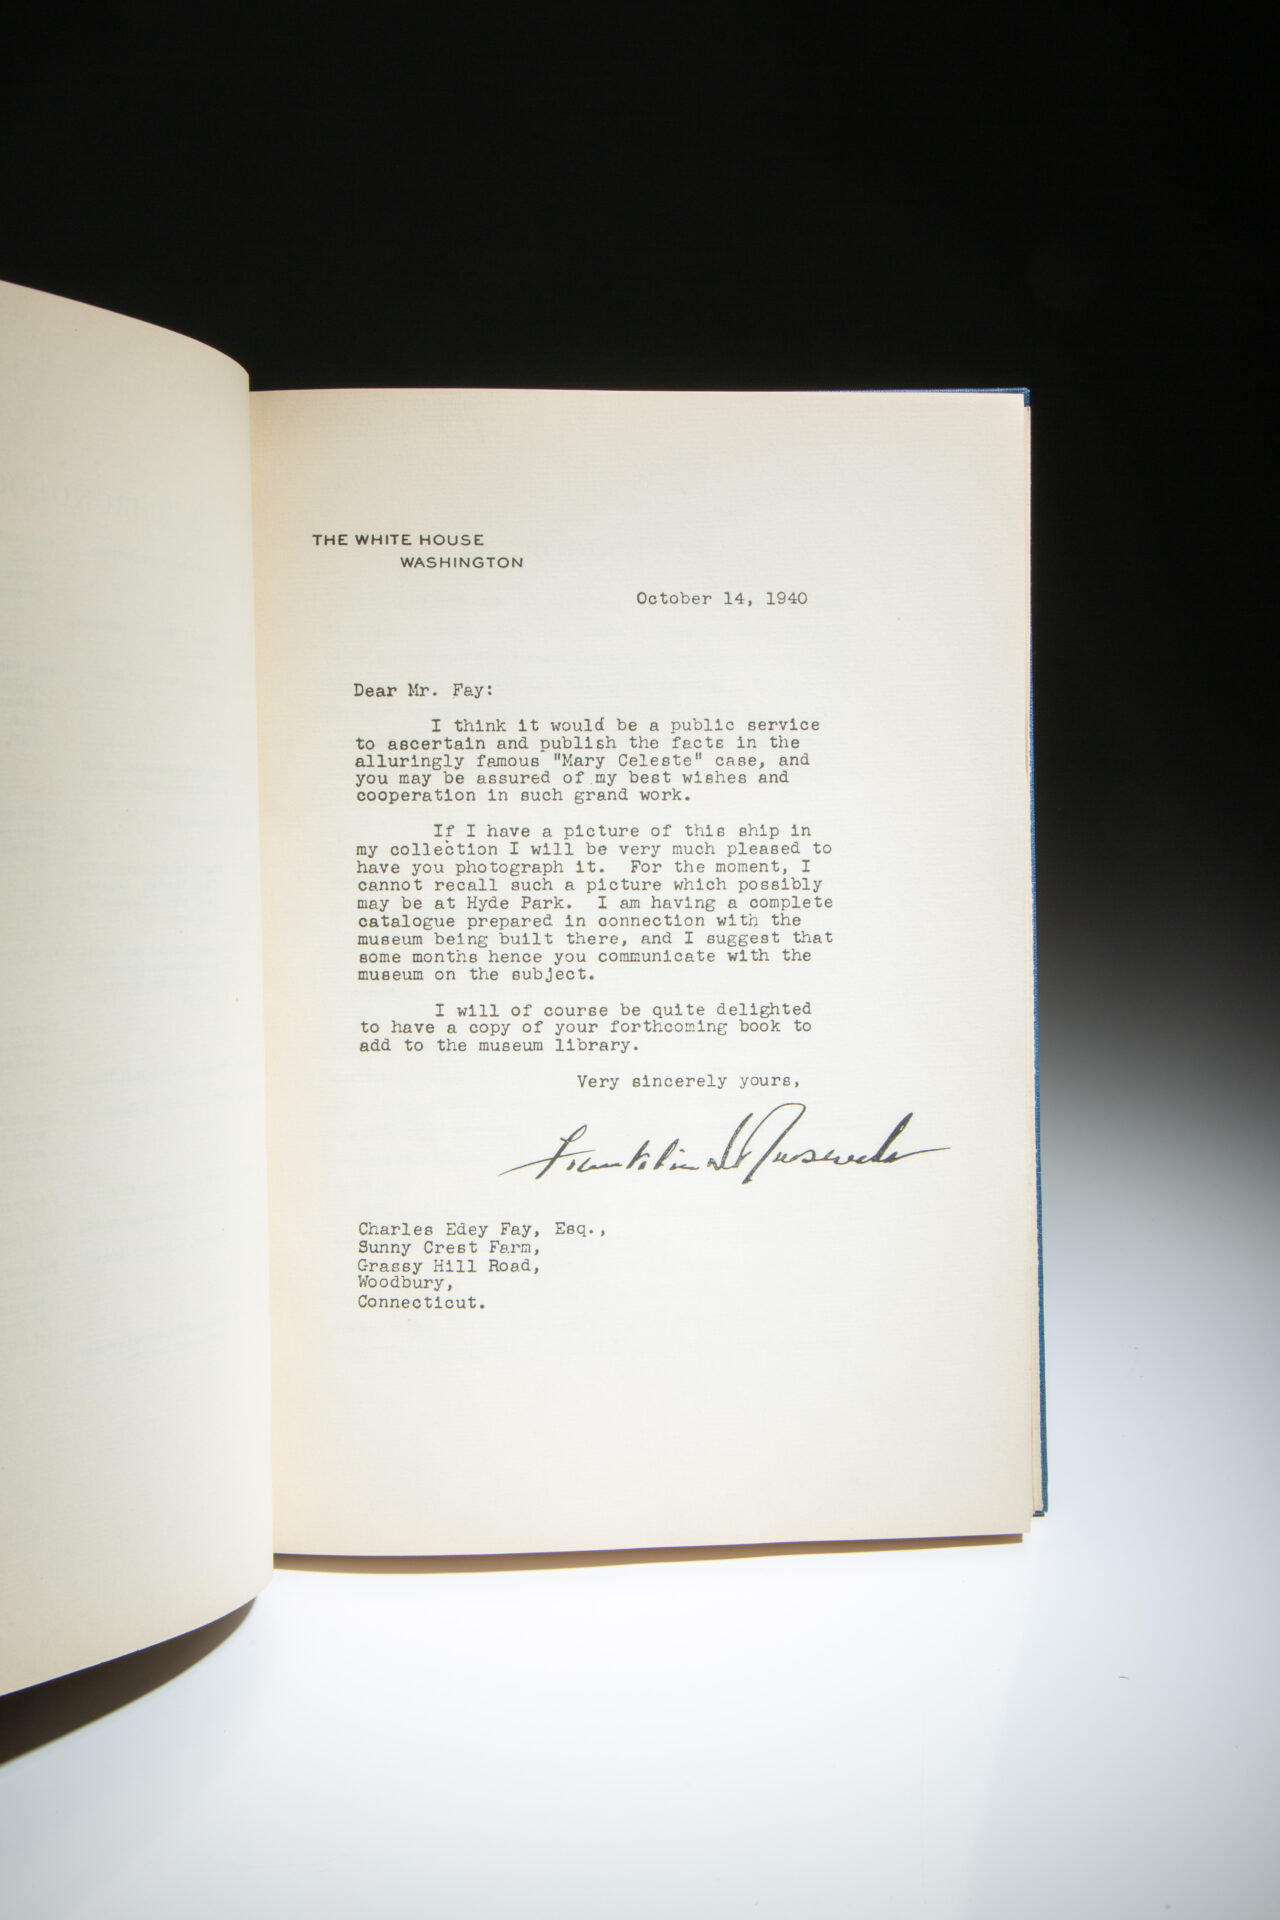 THE WHITE HOUSE
WASHINGTON
October 14, 1940
Dear Mr. Fay:
I think it would be a public service
to ascertain and publish the facts in the
alluringly famous "Mary Celeste" case, and
you may be assured of my best wishes and
cooperation in such grand work.
If I have a picture of this ship in
my collection I will be very much pleased to
have you photograph it. For the moment, I
cannot recall such a picture which possibly
may be at Hyde Park. I am having a complete
catalogue prepared in connection with the
museum being built there, and I suggest that
some months hence you communicate with the
museum on the subject.
I will of course be quite delighted
to have a copy of your forthcoming book to
add to the museum library.
Very sincerely yours,
Franklin D Roosevelt
Charles Edey Fay, Esq.,
Sunny Crest Farm,
Grassy Hill Road,
Woodbury,
Connecticut.